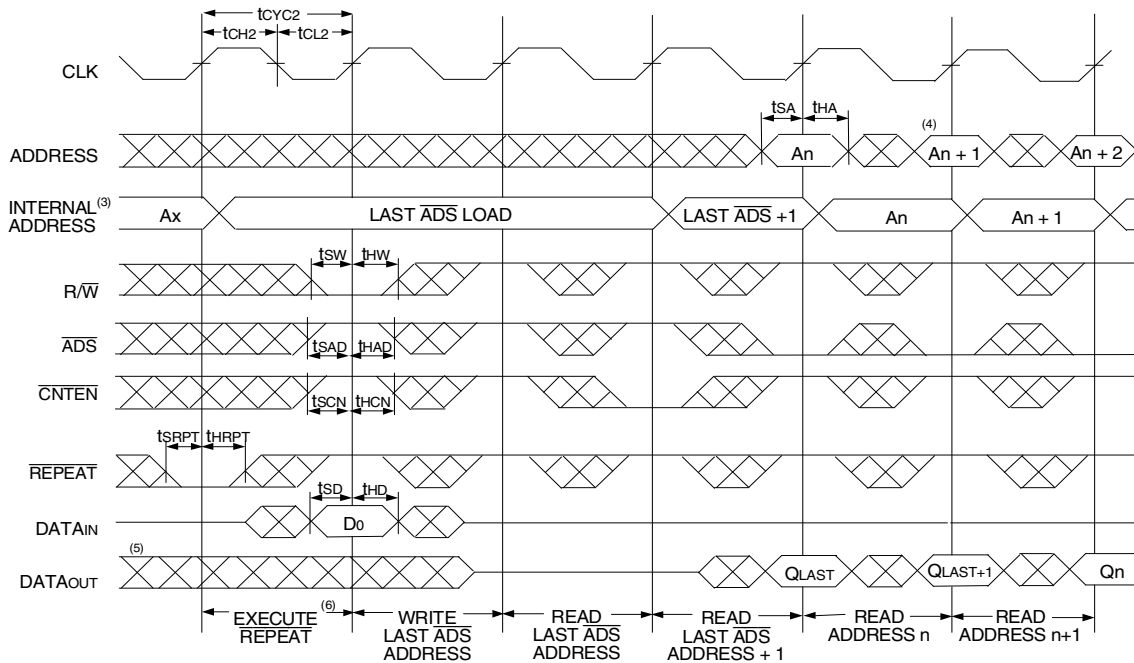 tCYC2
tCH2 tCL2
CLK
tSA tHA
ADDRESS An (4) An + 1 An + 2
INTERNAL(3)
ADDRESS Ax LAST ADS LOAD LAST ADS +1 An An + 1
tSW tHW
R/W
ADS
tSAD tHAD
CNTEN
tSCN tHCN
tSRPT tHRPT
REPEAT
tSD tHD
DATAIN D0
(5)
DATAOUT QLAST QLAST+1 Qn
EXECUTE (6)
REPEAT
WRITE
LAST ADS
ADDRESS
READ
LAST ADS
ADDRESS
READ
LAST ADS
ADDRESS + 1
READ
ADDRESS n
READ
ADDRESS n+1